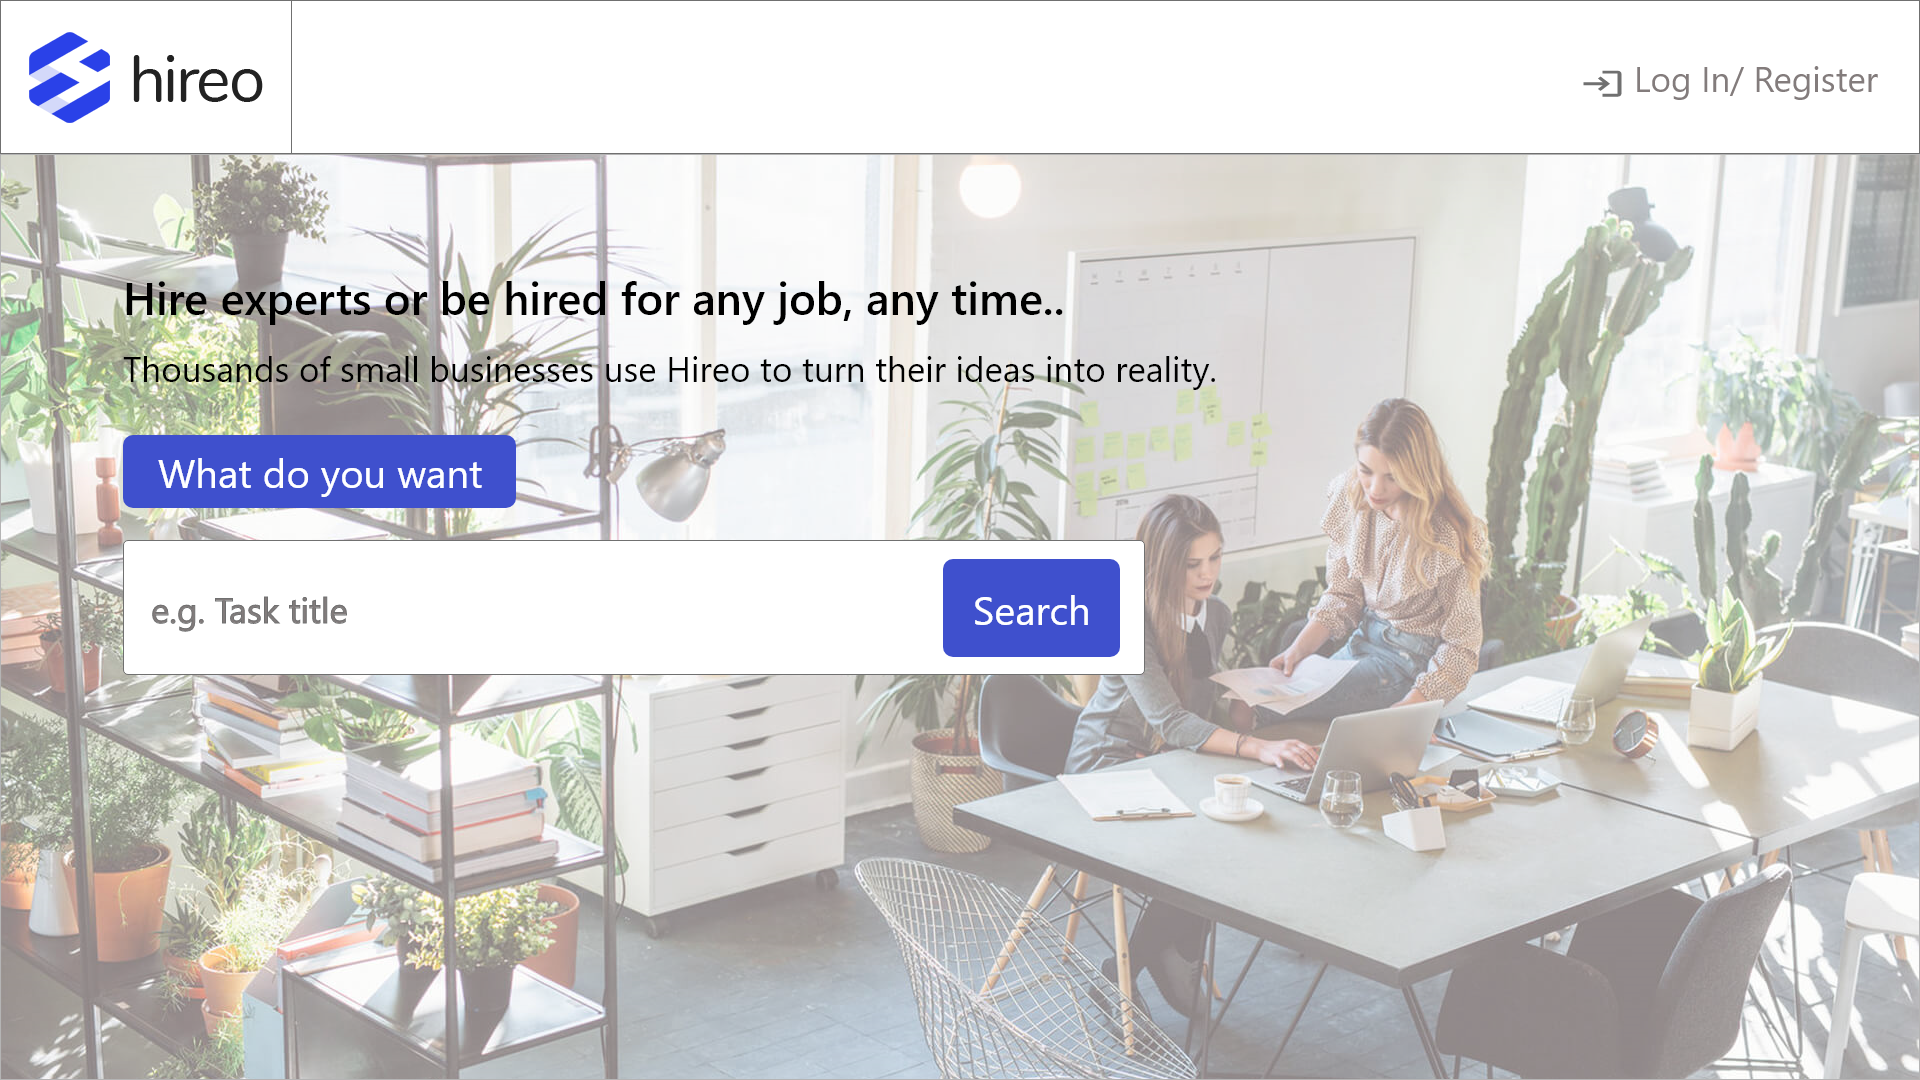 hireo
Log In/ Register
Hire experts or be hired for any job, any time..
Thousands of small businesses use Hireo to turn their ideas into reality.
What do you want
e.g. Task title
Search